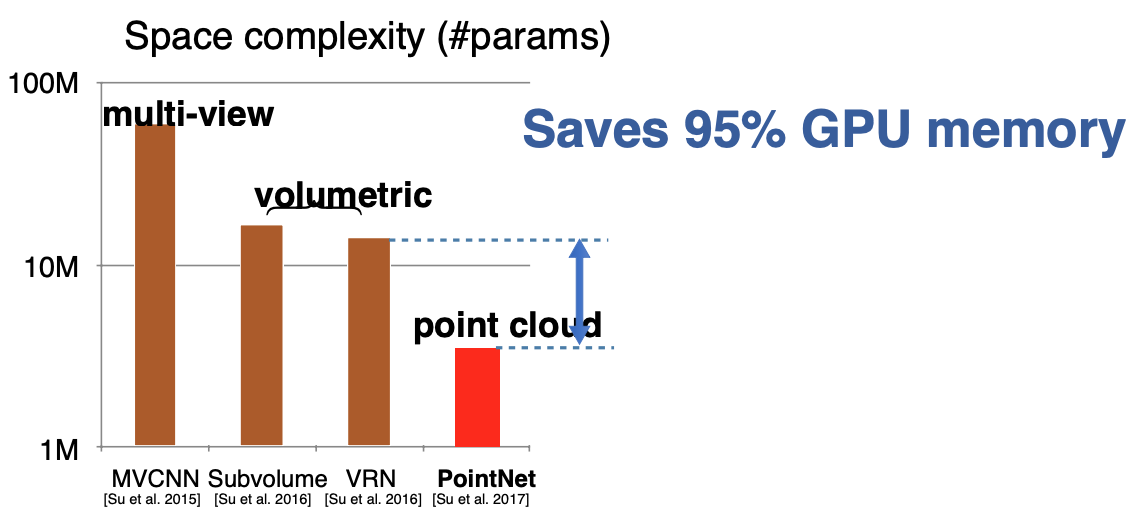 Space complexity (#params)
100M
multi-view
Saves 95% GPU memory
volumetric
10M
point cloud
1M
MVCNN Subvolume VRN PointNet
[Su et al. 2015] [Su et al. 2016] [Su et al. 2016] [Su et al. 2017]